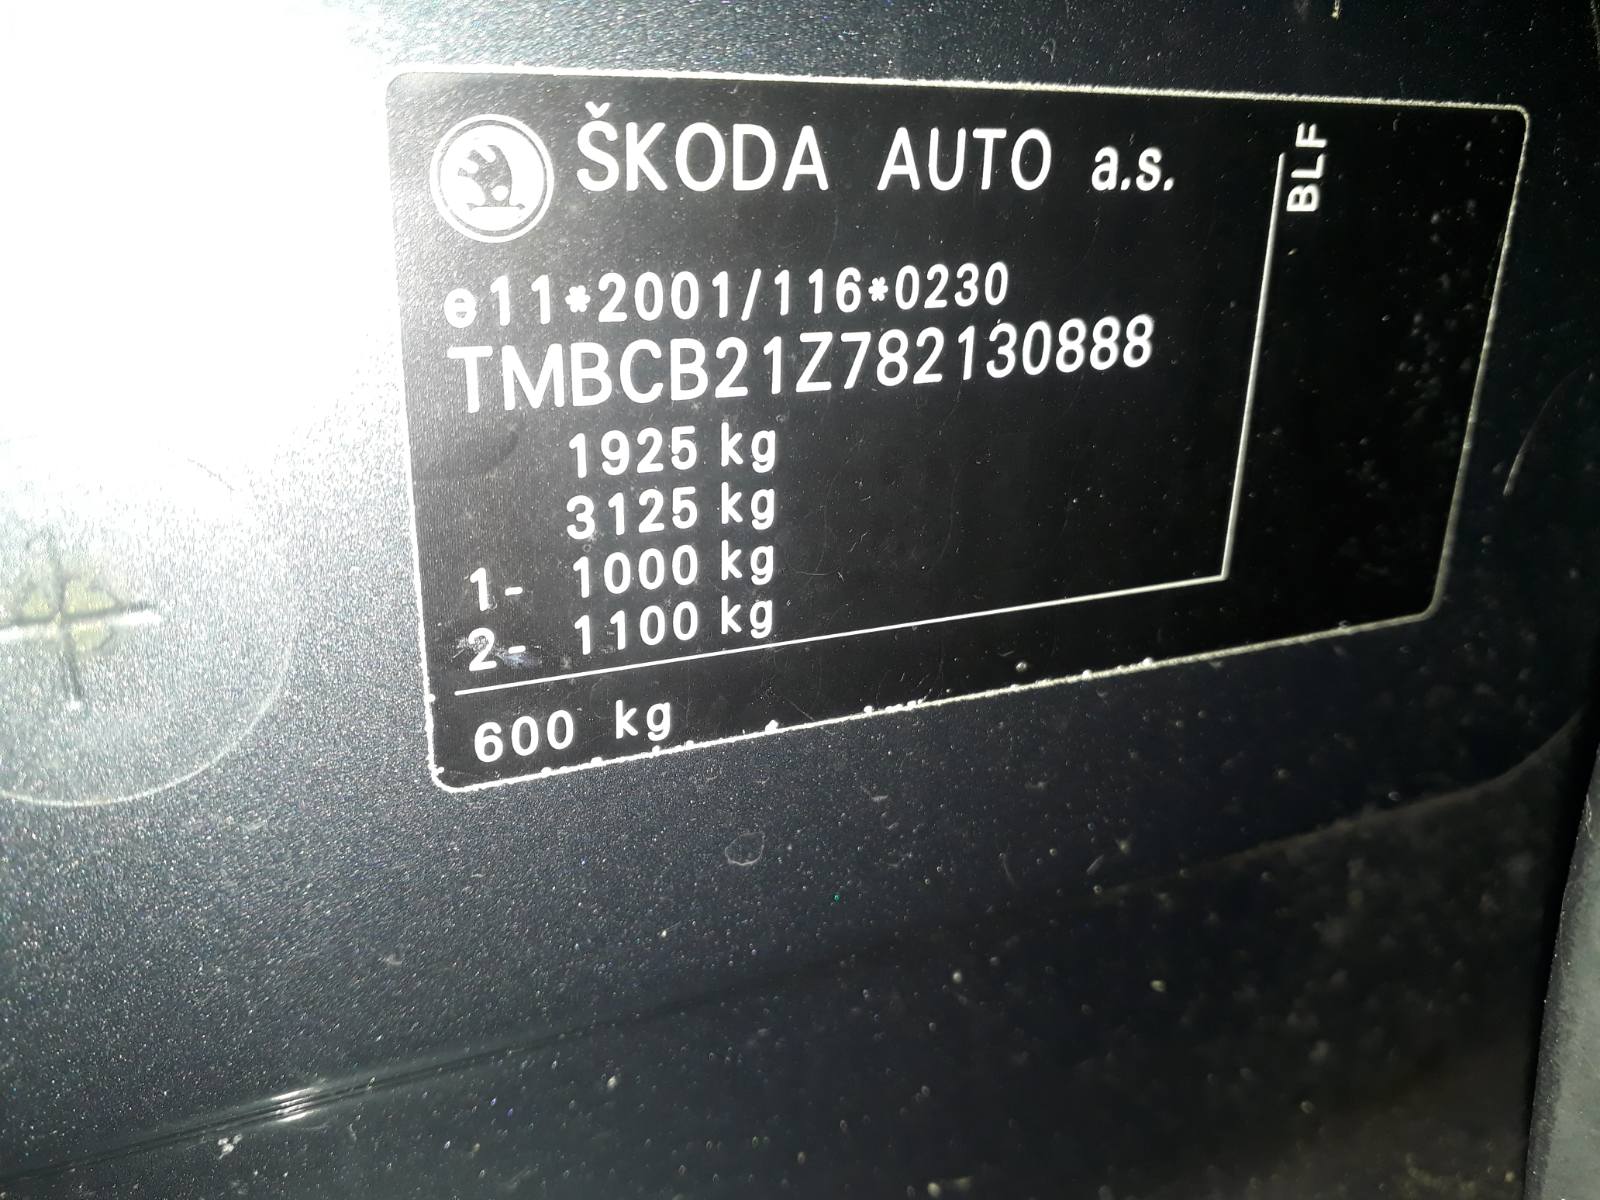 ŠKODA AUTO a.s.
BLF
e11*2001/116*0230
TMBCB21Z782130888
1925 kg
3125 kg
1- 1000 kg
2- 1100 kg
600 kg